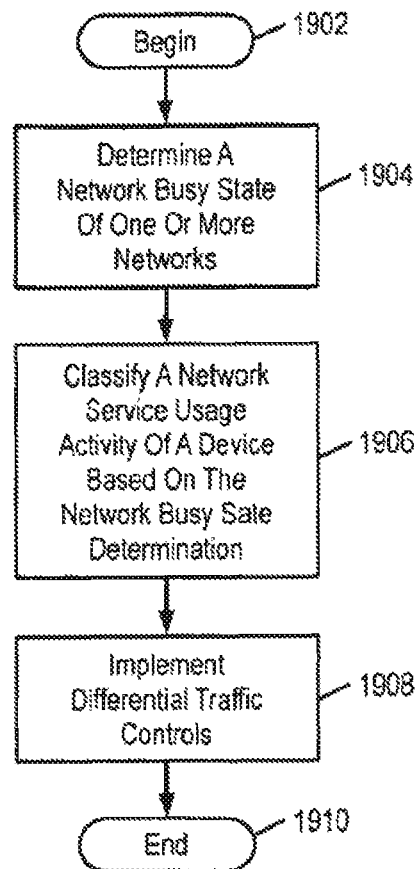 Begin
1902
Determine A
Network Busy State
Of One Or More
Networks
1904
Classify A Network
Service Usage
Activity Of A Device
Based On The
Network Busy Sate
Determination
1906
Implement
Differential Traffic
Controls
1908
End
1910